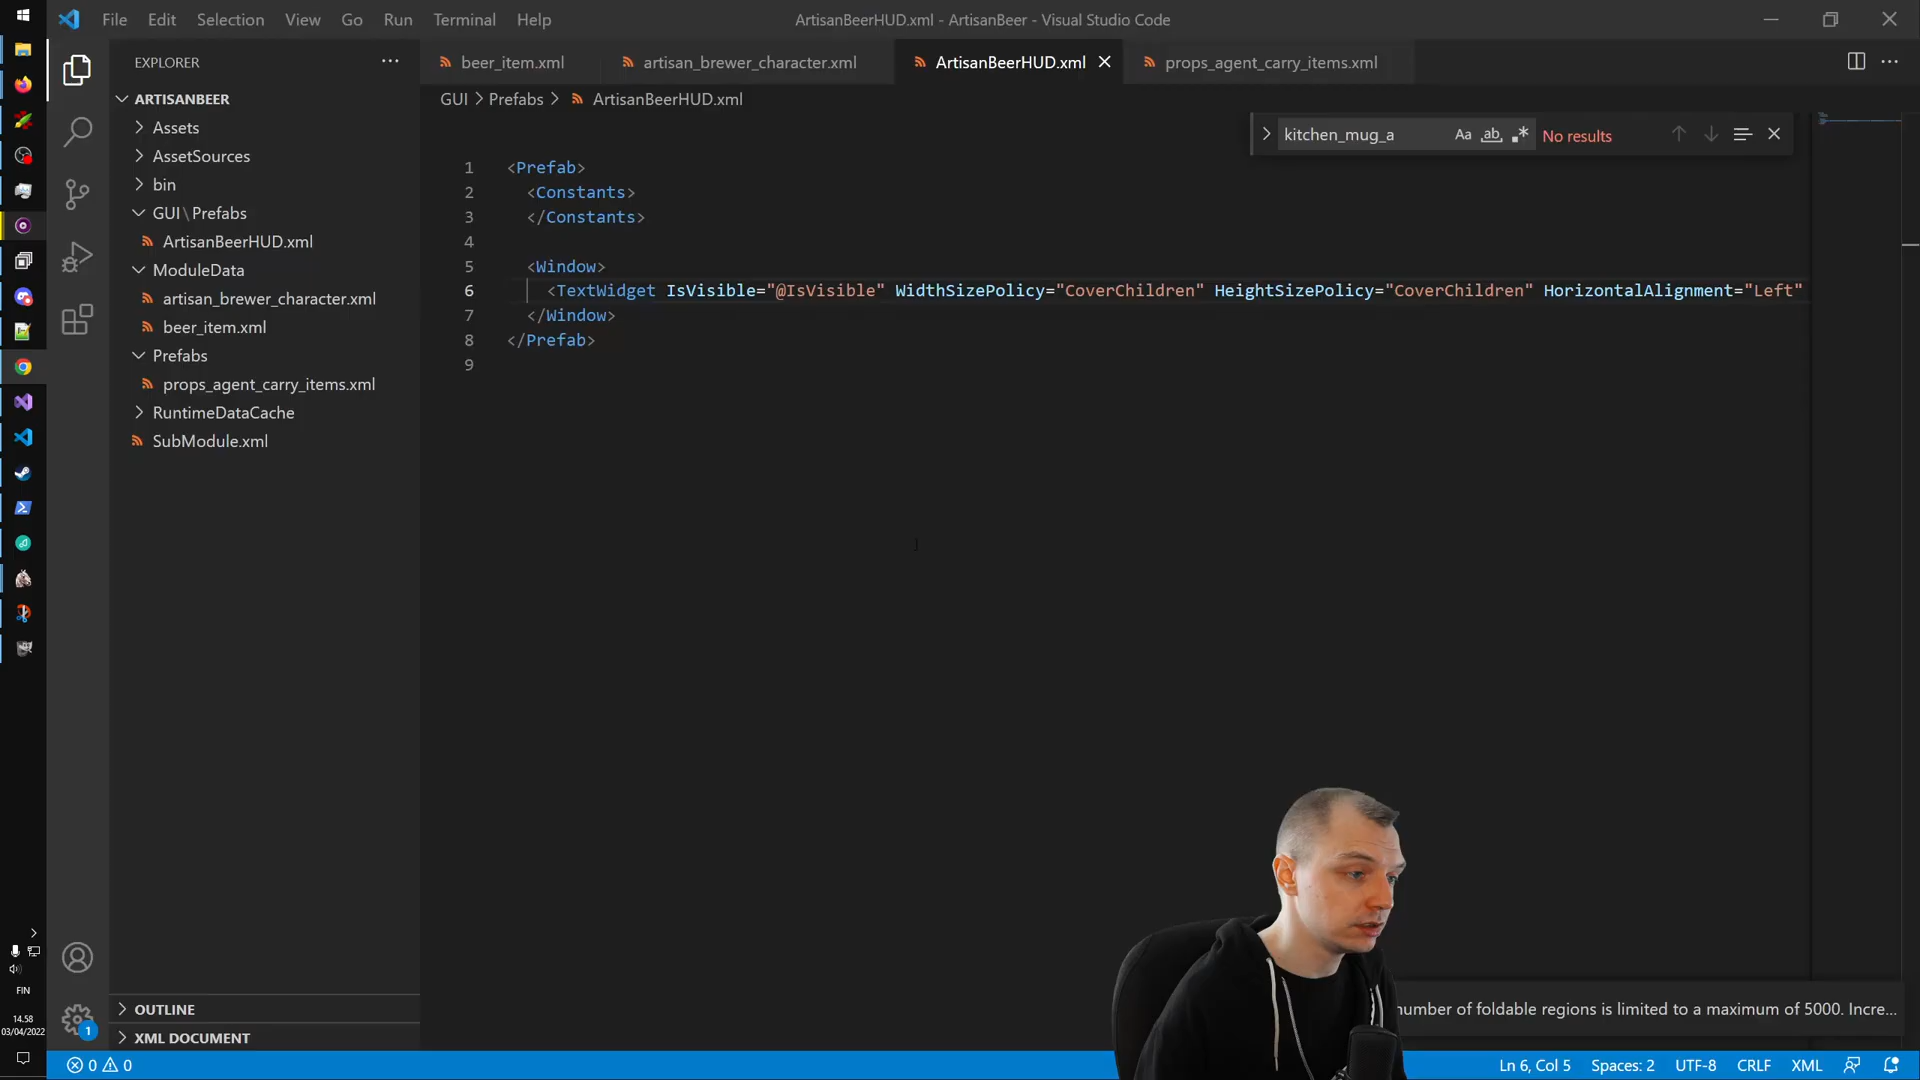 File Edit Selection View Go Run Terminal Help
ArtisanBeerHUD.xml - ArtisanBeer - Visual Studio Code
EXPLORER
ARTISANBEER
Assets
AssetSources
bin
GUI\Prefabs
ArtisanBeerHUD.xml
ModuleData
artisan_brewer_character.xml
beer_item.xml
Prefabs
props_agent_carry_items.xml
RuntimeDataCache
SubModule.xml
OUTLINE
XML DOCUMENT
beer_item.xml artisan_brewer_character.xml ArtisanBeerHUD.xml props_agent_carry_items.xml
GUI > Prefabs > ArtisanBeerHUD.xml
kitchen_mug_a Aa ab .* No results
1 <Prefab>
2 <Constants>
3 </Constants>
4
5 <Window>
6 <TextWidget IsVisible="@IsVisible" WidthSizePolicy="CoverChildren" HeightSizePolicy="CoverChildren" HorizontalAlignment="Left"
7 </Window>
8 </Prefab>
9
number of foldable regions is limited to a maximum of 5000. Incre...
FIN
14.58
03/04/2022
1
0 0
Ln 6, Col 5 Spaces: 2 UTF-8 CRLF XML